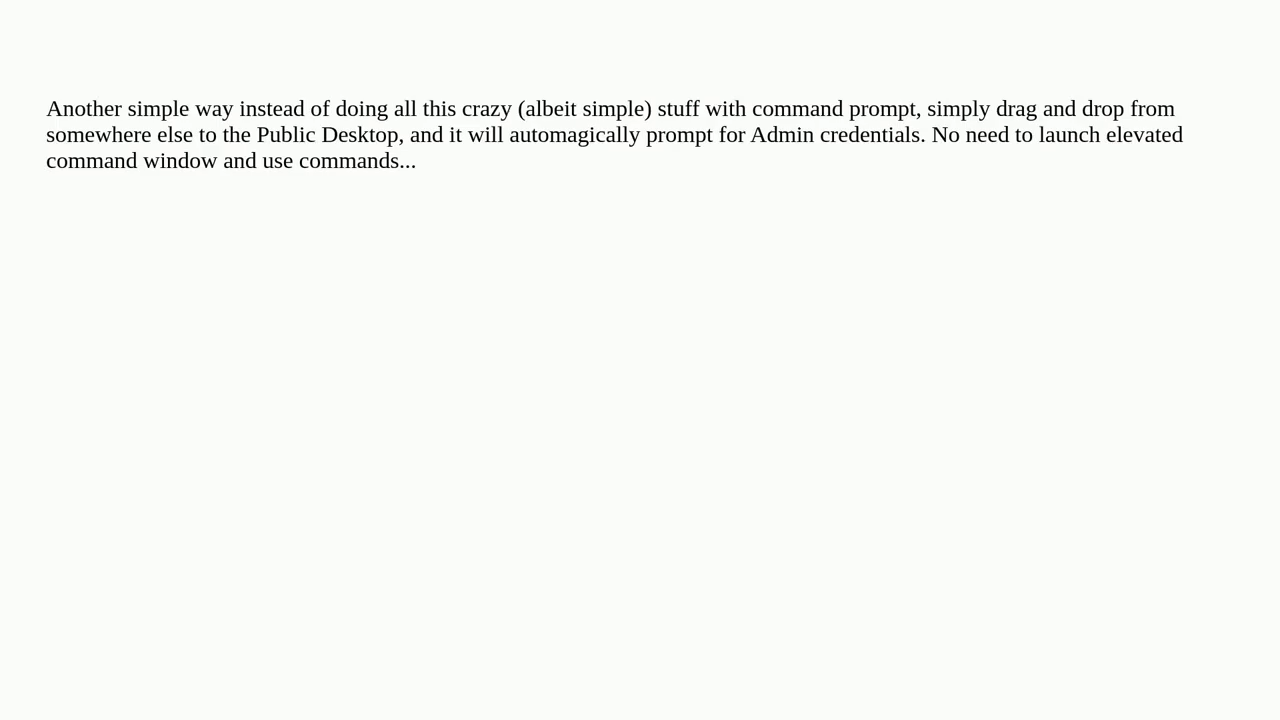 Another simple way instead of doing all this crazy (albeit simple) stuff with command prompt, simply drag and drop from
somewhere else to the Public Desktop, and it will automagically prompt for Admin credentials. No need to launch elevated
command window and use commands...